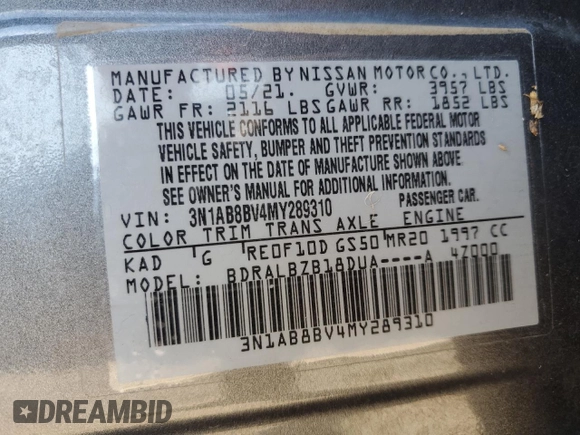 MANUFACTURED BY NISSAN MOTOR CO., LTD.
DATE: 05/21. GVWR: 3957 LBS
GAWR FR: 2116 LBS GAWR RR: 1852 LBS
THIS VEHICLE CONFORMS TO ALL APPLICABLE FEDERAL MOTOR
VEHICLE SAFETY, BUMPER AND THEFT PREVENTION STANDARDS
IN EFFECT ON THE DATE OF MANUFACTURE SHOWN ABOVE.
SEE OWNER'S MANUAL FOR ADDITIONAL INFORMATION.
VIN: 3N1AB8BV4MY289310 PASSENGER CAR.
COLOR TRIM TRANS AXLE ENGINE
KAD G RE0F10D GS50 MR20 1997 CC
MODEL: BDRALBZB18DUA----A 4Z000
3N1AB8BV4MY289310
DREAMBID